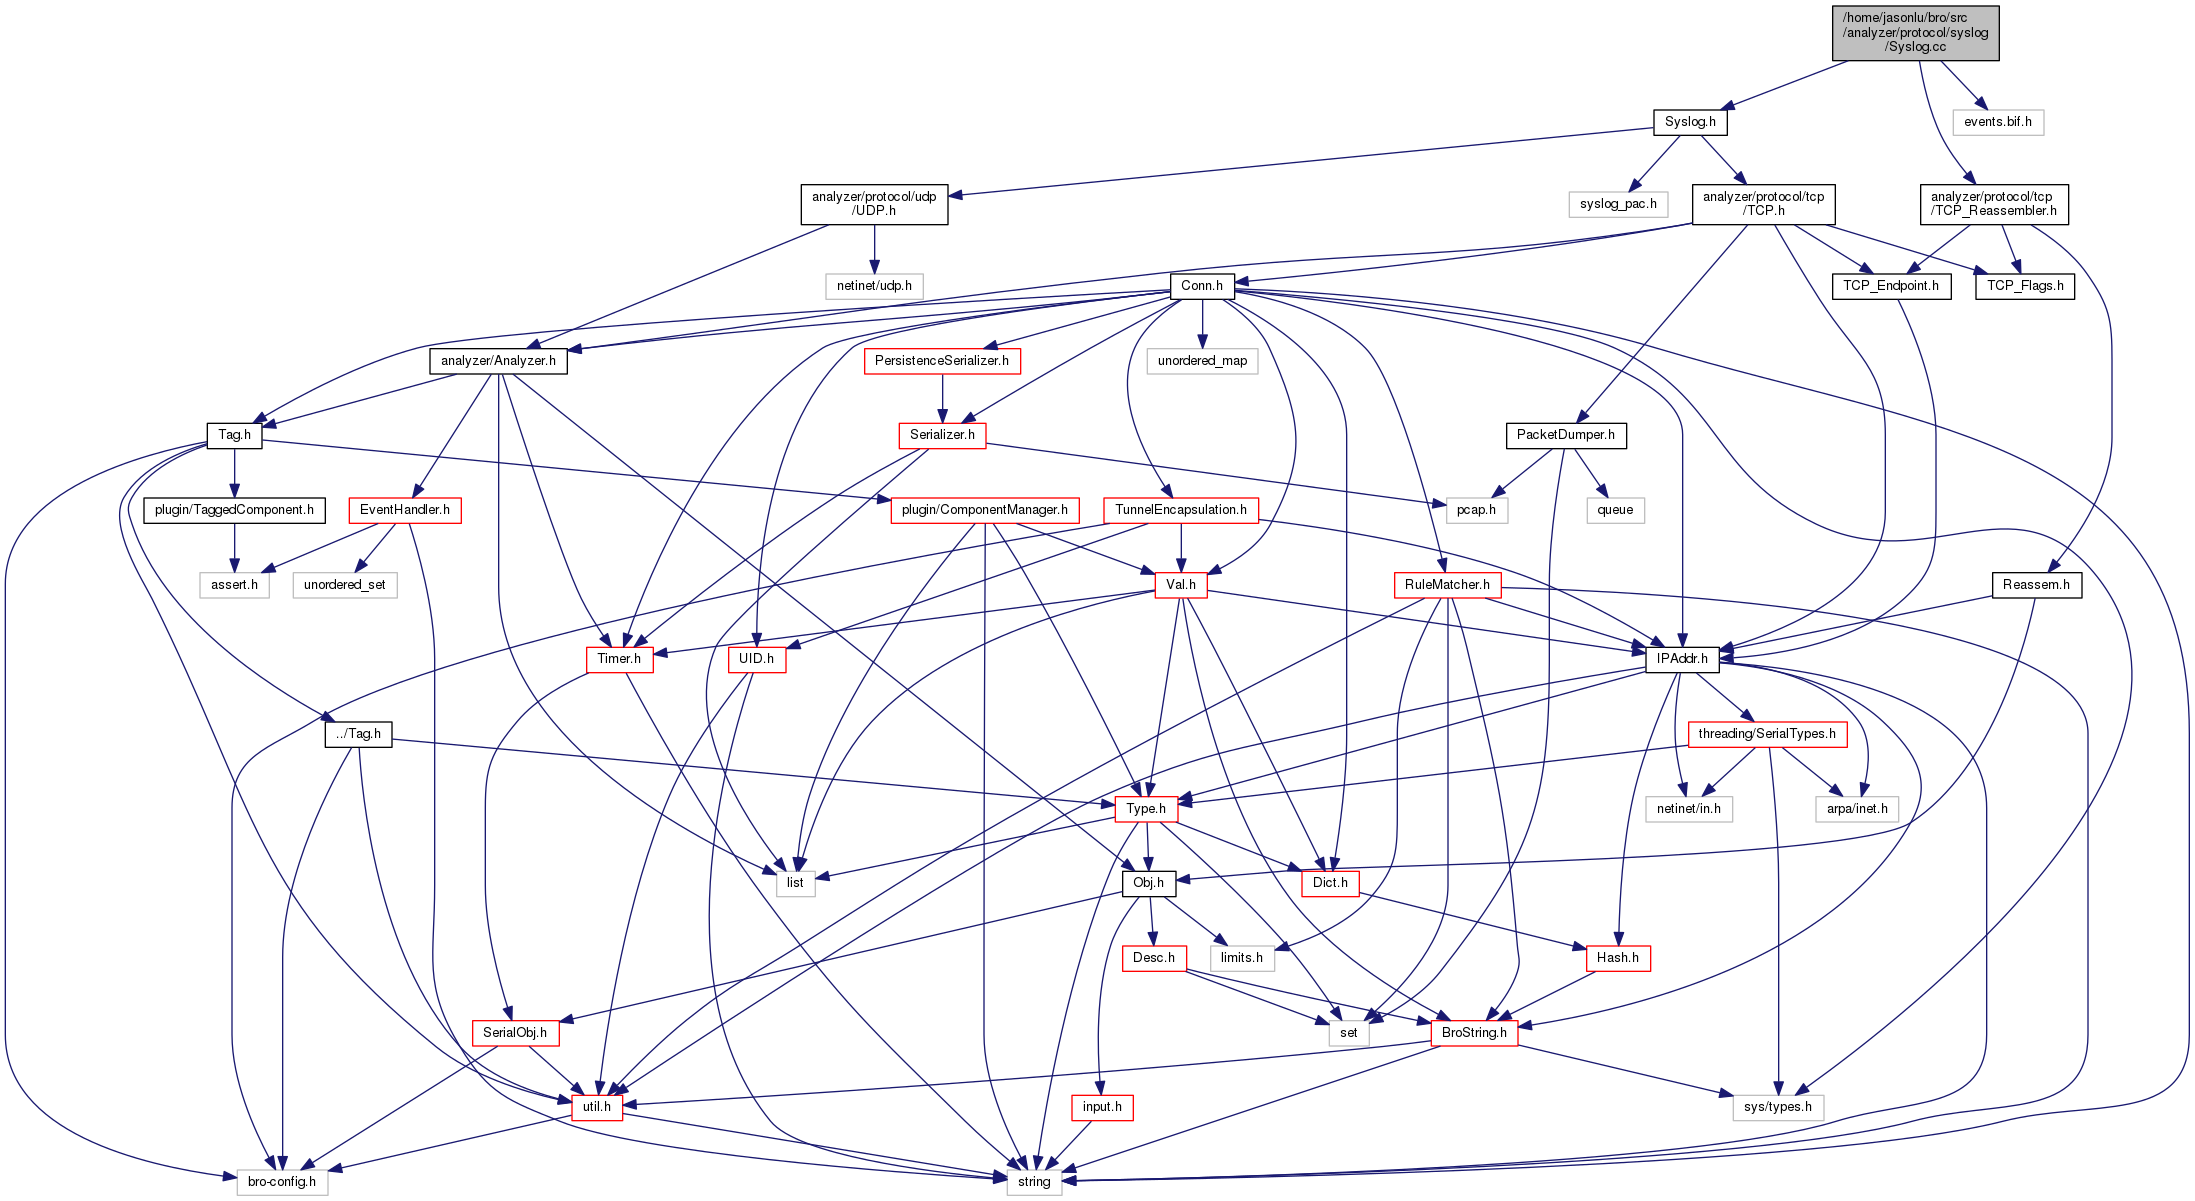 /home/jasonlu/bro/src
/analyzer/protocol/syslog
/Syslog.cc
Syslog.h
events.bif.h
analyzer/protocol/udp
/UDP.h
syslog_pac.h
analyzer/protocol/tcp
/TCP.h
analyzer/protocol/tcp
/TCP_Reassembler.h
netinet/udp.h
Conn.h
TCP_Endpoint.h
TCP_Flags.h
analyzer/Analyzer.h
PersistenceSerializer.h
unordered_map
Tag.h
Serializer.h
PacketDumper.h
plugin/TaggedComponent.h
EventHandler.h
plugin/ComponentManager.h
TunnelEncapsulation.h
pcap.h
queue
assert.h
unordered_set
Val.h
RuleMatcher.h
Reassem.h
Timer.h
UID.h
IPAddr.h
../Tag.h
threading/SerialTypes.h
Type.h
netinet/in.h
arpa/inet.h
list
Obj.h
Dict.h
Desc.h
limits.h
Hash.h
SerialObj.h
set
BroString.h
util.h
input.h
sys/types.h
bro-config.h
string